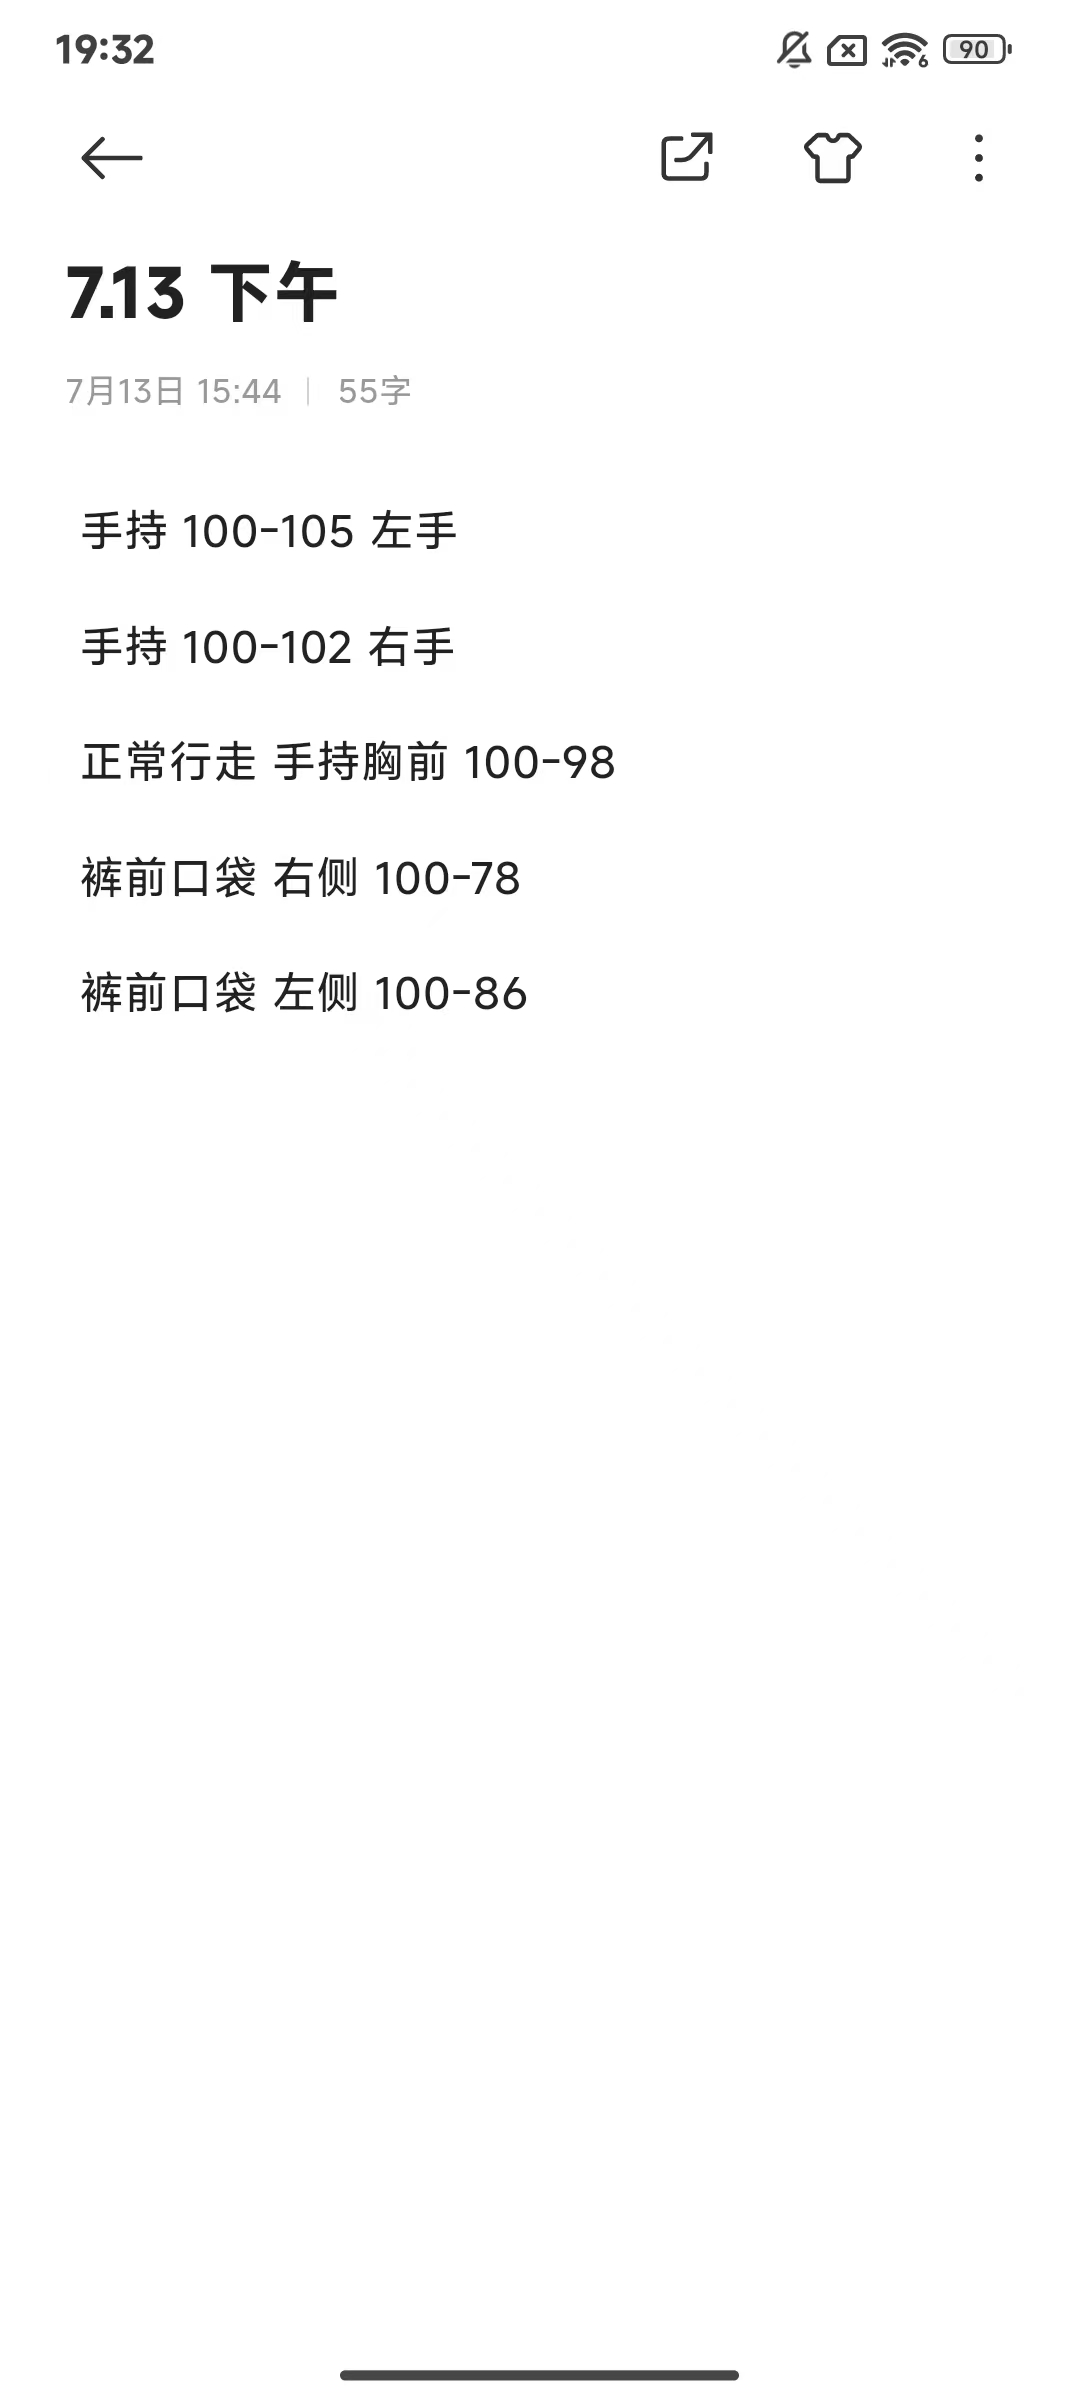 19:32
6
90
7.13 下午
7月13日 15:44 | 55字
手持 100-105 左手
手持 100-102 右手
正常行走 手持胸前 100-98
裤前口袋 右侧 100-78
裤前口袋 左侧 100-86